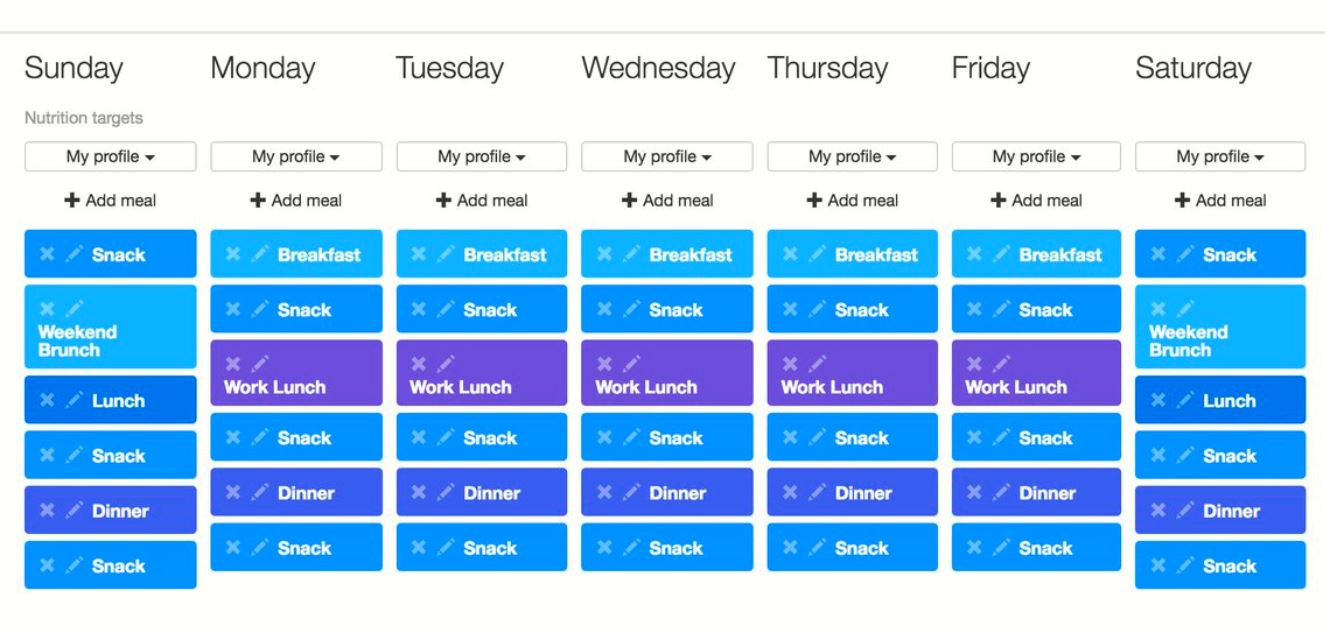 Sunday
Monday
Tuesday
Wednesday
Thursday
Friday
Saturday
Nutrition targets
My profile
My profile
My profile
My profile
My profile
My profile
My profile
Add meal
Add meal
Add meal
Add meal
Add meal
Add meal
Add meal
Snack
Weekend
Brunch
Lunch
Snack
Dinner
Snack
Breakfast
Snack
Work Lunch
Snack
Dinner
Snack
Breakfast
Snack
Work Lunch
Snack
Dinner
Snack
Breakfast
Snack
Work Lunch
Snack
Dinner
Snack
Breakfast
Snack
Work Lunch
Snack
Dinner
Snack
Breakfast
Snack
Work Lunch
Snack
Dinner
Snack
Snack
Weekend
Brunch
Lunch
Snack
Dinner
Snack